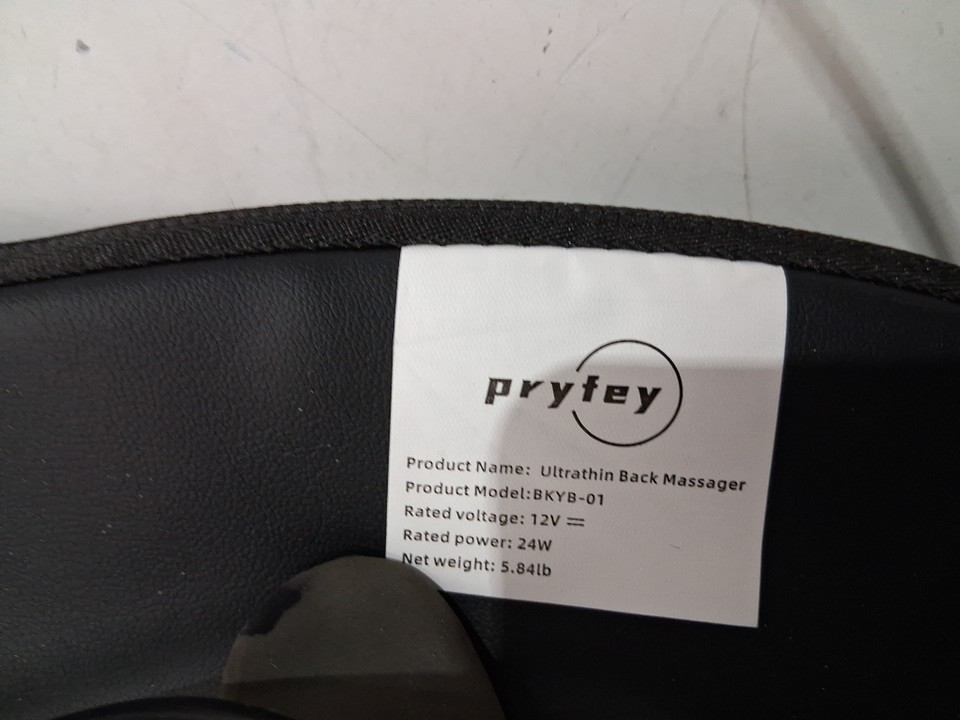 pryfey
Product Name: Ultrathin Back Massager
Product Model:BKYB-01
Rated voltage: 12V ⎓
Rated power: 24W
Net weight: 5.84lb